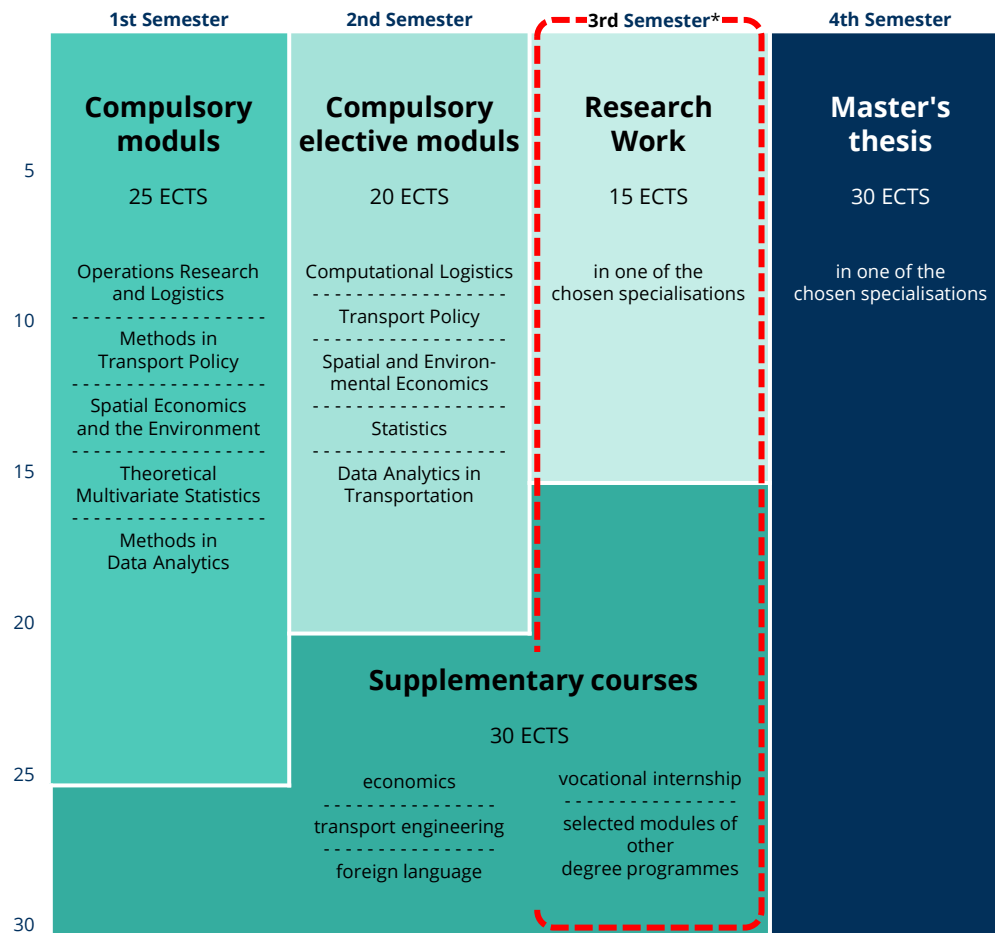 1st Semester
2nd Semester
3rd Semester*
4th Semester
5
10
15
20
25
30
Compulsory
moduls
25 ECTS
Operations Research
and Logistics
Methods in
Transport Policy
Spatial Economics
and the Environment
Theoretical
Multivariate Statistics
Methods in
Data Analytics
Compulsory
elective moduls
20 ECTS
Computational Logistics
Transport Policy
Spatial and Environ-
mental Economics
Statistics
Data Analytics in
Transportation
Research
Work
15 ECTS
in one of the
chosen specialisations
Master's
thesis
30 ECTS
in one of the
chosen specialisations
Supplementary courses
30 ECTS
economics
transport engineering
foreign language
vocational internship
selected modules of
other
degree programmes